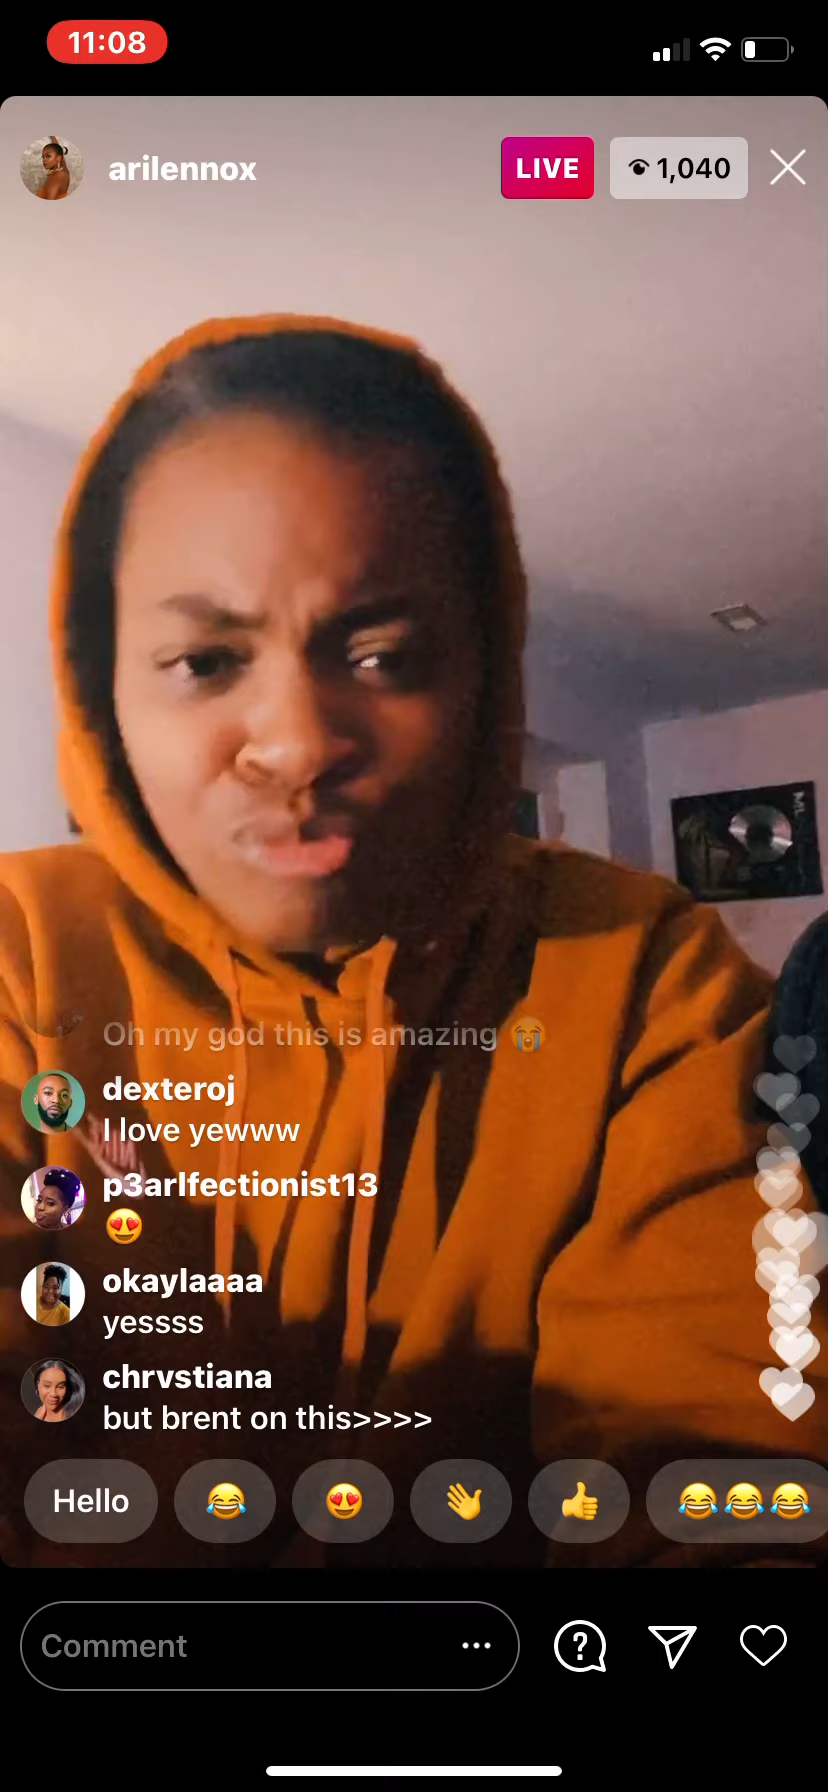 11:08
arilennox
LIVE
1,040
Oh my god this is amazing 😭
dexteroj
I love yewww
p3arlfectionist13
😍
okaylaaaa
yessss
chrvstiana
but brent on this>>>>
Hello 😂 😍 👋 👍 😂😂😂
Comment